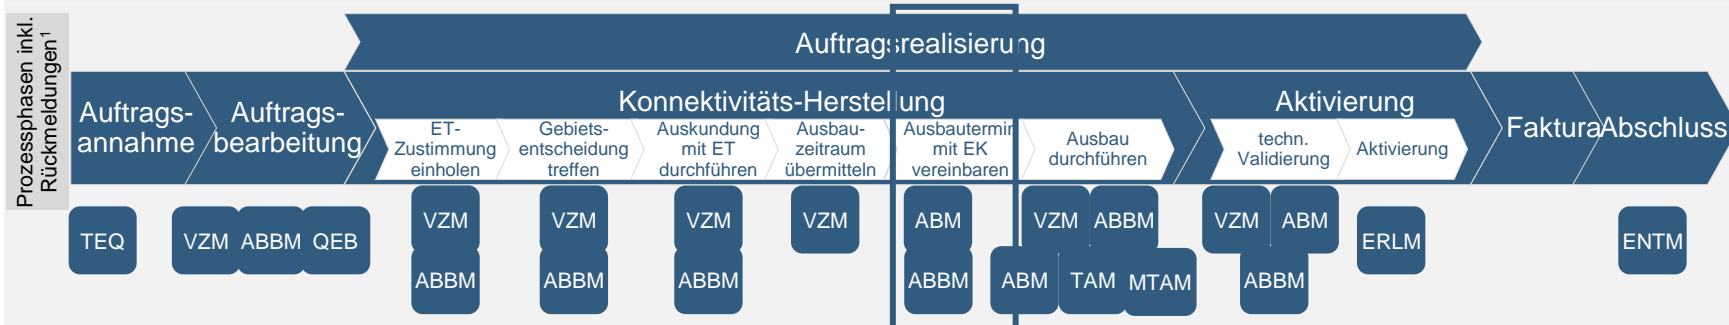 Prozessphasen inkl.
Rückmeldungen¹
Auftragsrealisierung
Auftrags-
annahme
Auftrags-
bearbeitung
Konnektivitäts-Herstellung
ET-
Zustimmung
einholen
Gebiets-
entscheidung
treffen
Auskundung
mit ET
durchführen
Ausbau-
zeitraum
übermitteln
Ausbautermin
mit EK
vereinbaren
Ausbau
durchführen
Aktivierung
techn.
Validierung
Aktivierung
Faktura
Abschluss
TEQ
VZM ABBM QEB
VZM
ABBM
VZM
ABBM
VZM
ABBM
VZM
ABM
ABBM
VZM ABBM
ABM TAM MTAM
VZM ABM
ABBM
ERLM
ENTM